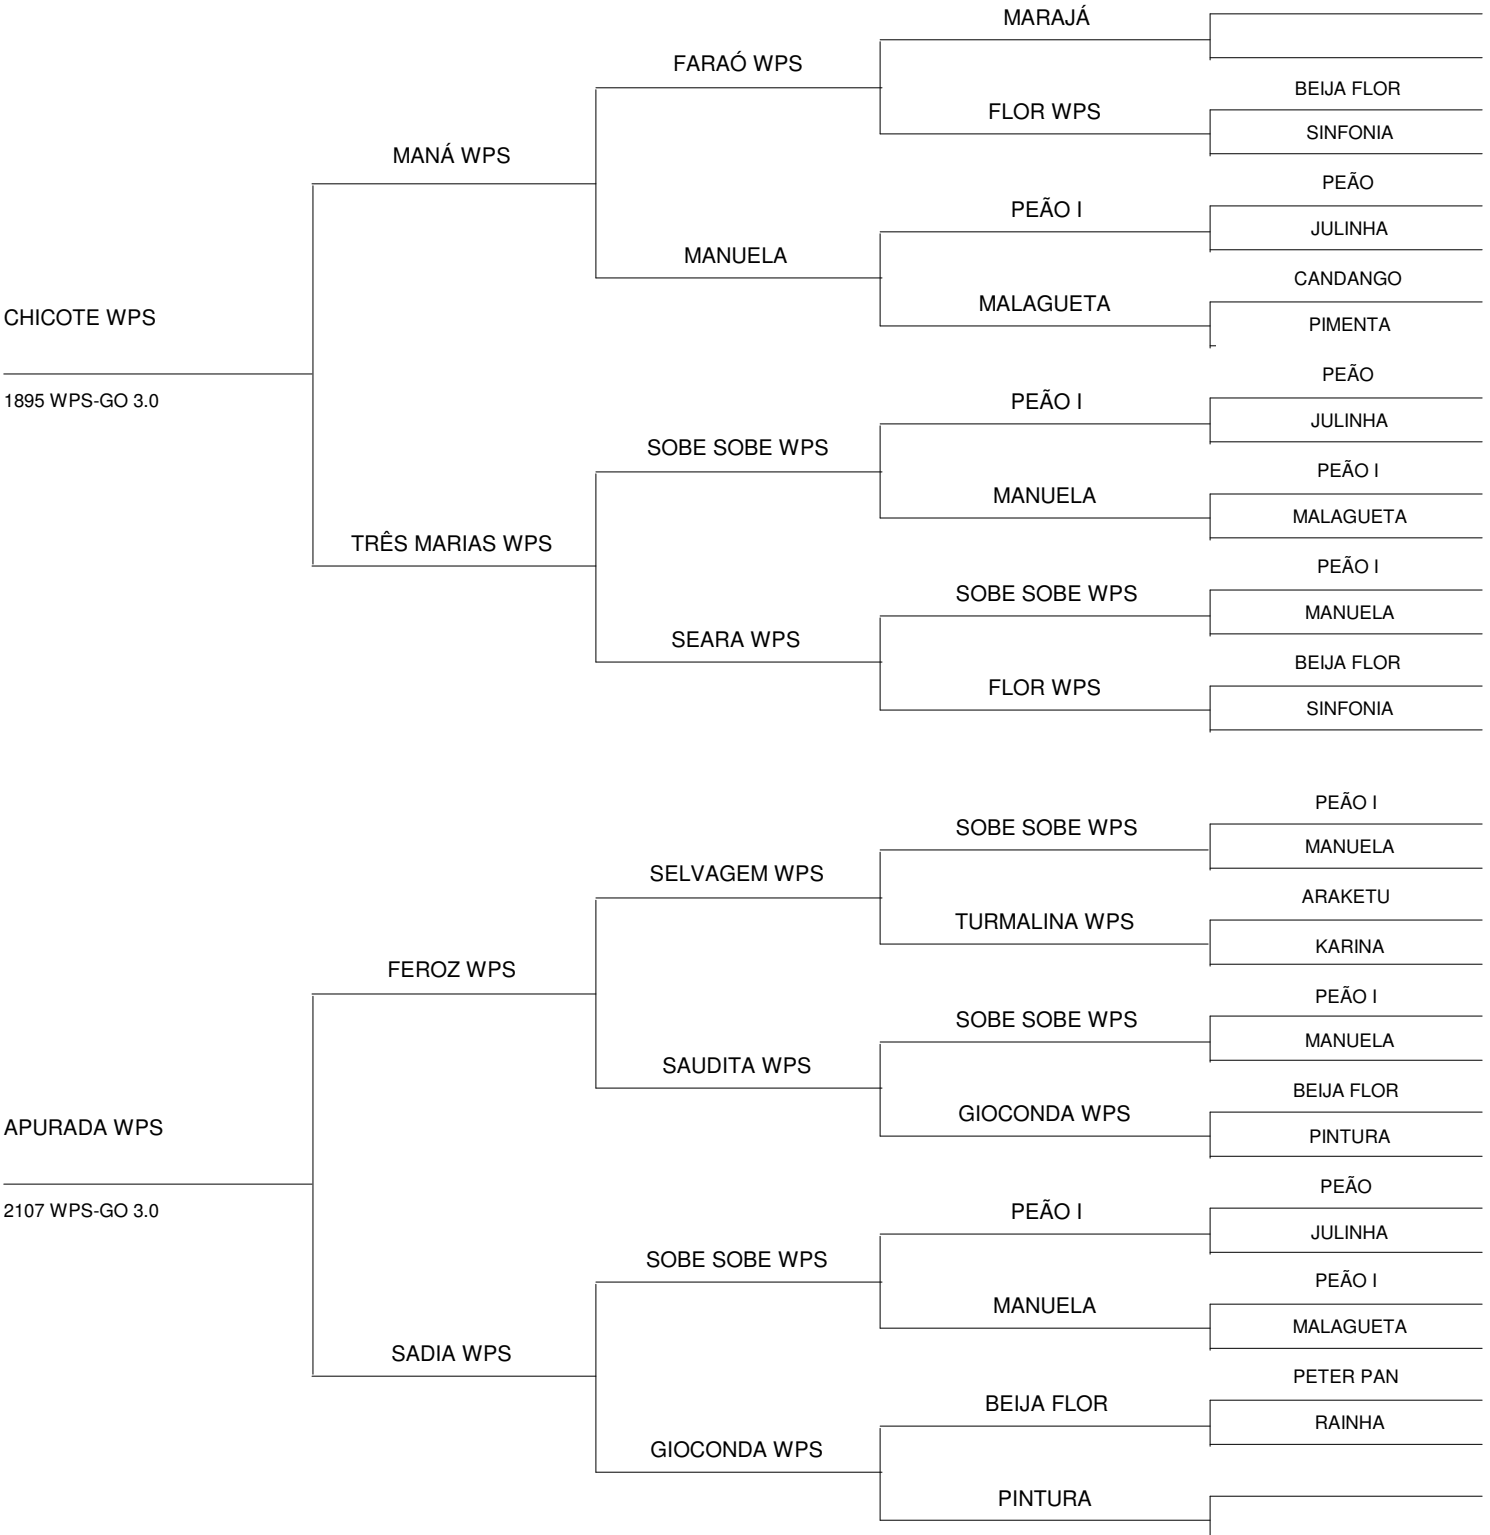 MARAJÁ
FARAÓ WPS
BEIJA FLOR
FLOR WPS
SINFONIA
MANÁ WPS
PEÃO
PEÃO I
JULINHA
MANUELA
CANDANGO
MALAGUETA
PIMENTA
CHICOTE WPS
1895 WPS-GO 3.0
PEÃO
PEÃO I
JULINHA
SOBE SOBE WPS
PEÃO I
MANUELA
MALAGUETA
TRÊS MARIAS WPS
PEÃO I
SOBE SOBE WPS
MANUELA
SEARA WPS
BEIJA FLOR
FLOR WPS
SINFONIA
PEÃO I
SOBE SOBE WPS
MANUELA
SELVAGEM WPS
ARAKETU
TURMALINA WPS
KARINA
FEROZ WPS
PEÃO I
SOBE SOBE WPS
MANUELA
SAUDITA WPS
BEIJA FLOR
GIOCONDA WPS
PINTURA
APURADA WPS
2107 WPS-GO 3.0
PEÃO
PEÃO I
JULINHA
SOBE SOBE WPS
PEÃO I
MANUELA
MALAGUETA
SADIA WPS
PETER PAN
BEIJA FLOR
RAINHA
GIOCONDA WPS
PINTURA